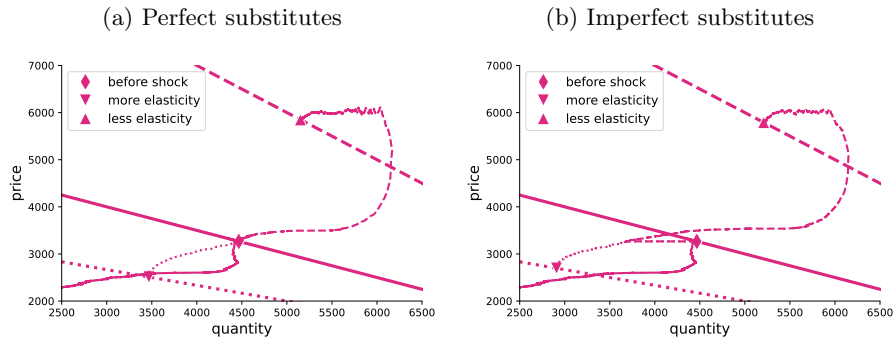 (a) Perfect substitutes
7000
6000
5000
4000
3000
2000
price
before shock
more elasticity
less elasticity
2500 3000 3500 4000 4500 5000 5500 6000 6500
quantity
(b) Imperfect substitutes
7000
6000
5000
4000
3000
2000
price
before shock
more elasticity
less elasticity
2500 3000 3500 4000 4500 5000 5500 6000 6500
quantity